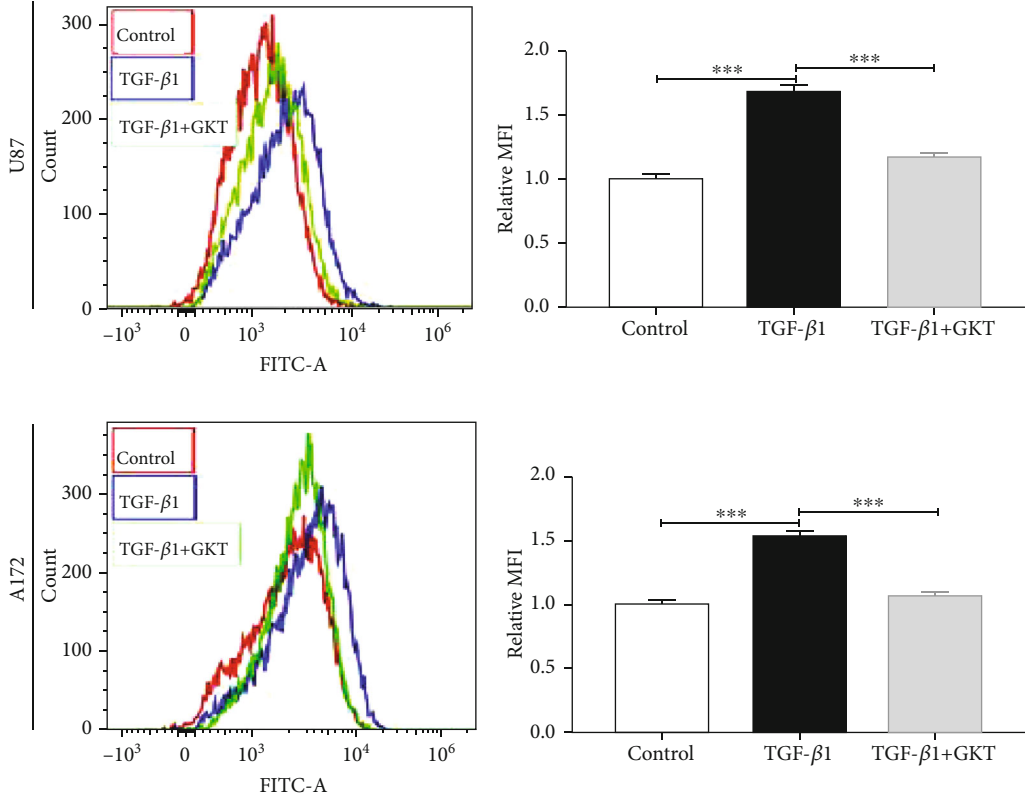 U87
Count
300
200
100
0
Control
TGF-β1
TGF-β1+GKT
−10³ 0 10³ 10⁴ 10⁶
FITC-A
Relative MFI
2.0
1.5
1.0
0.5
0.0
***
***
Control TGF-β1 TGF-β1+GKT
A172
Count
300
200
100
0
Control
TGF-β1
TGF-β1+GKT
−10³ 0 10³ 10⁴ 10⁶
FITC-A
Relative MFI
2.0
1.5
1.0
0.5
0.0
***
***
Control TGF-β1 TGF-β1+GKT